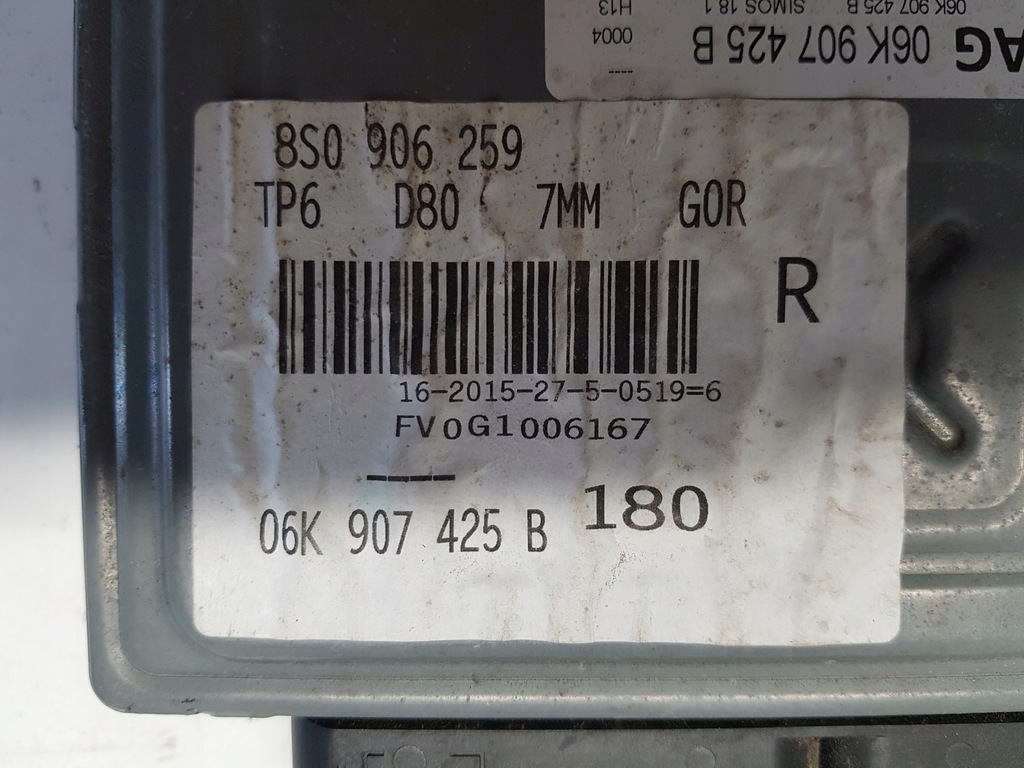 AG 06K 907 425 B 0004
06K 907 425 B SIMOS 18.1 H13
8S0 906 259
TP6 D80 7MM G0R
R
16-2015-27-5-0519=6
FV0G1006167
----
06K 907 425 B 180